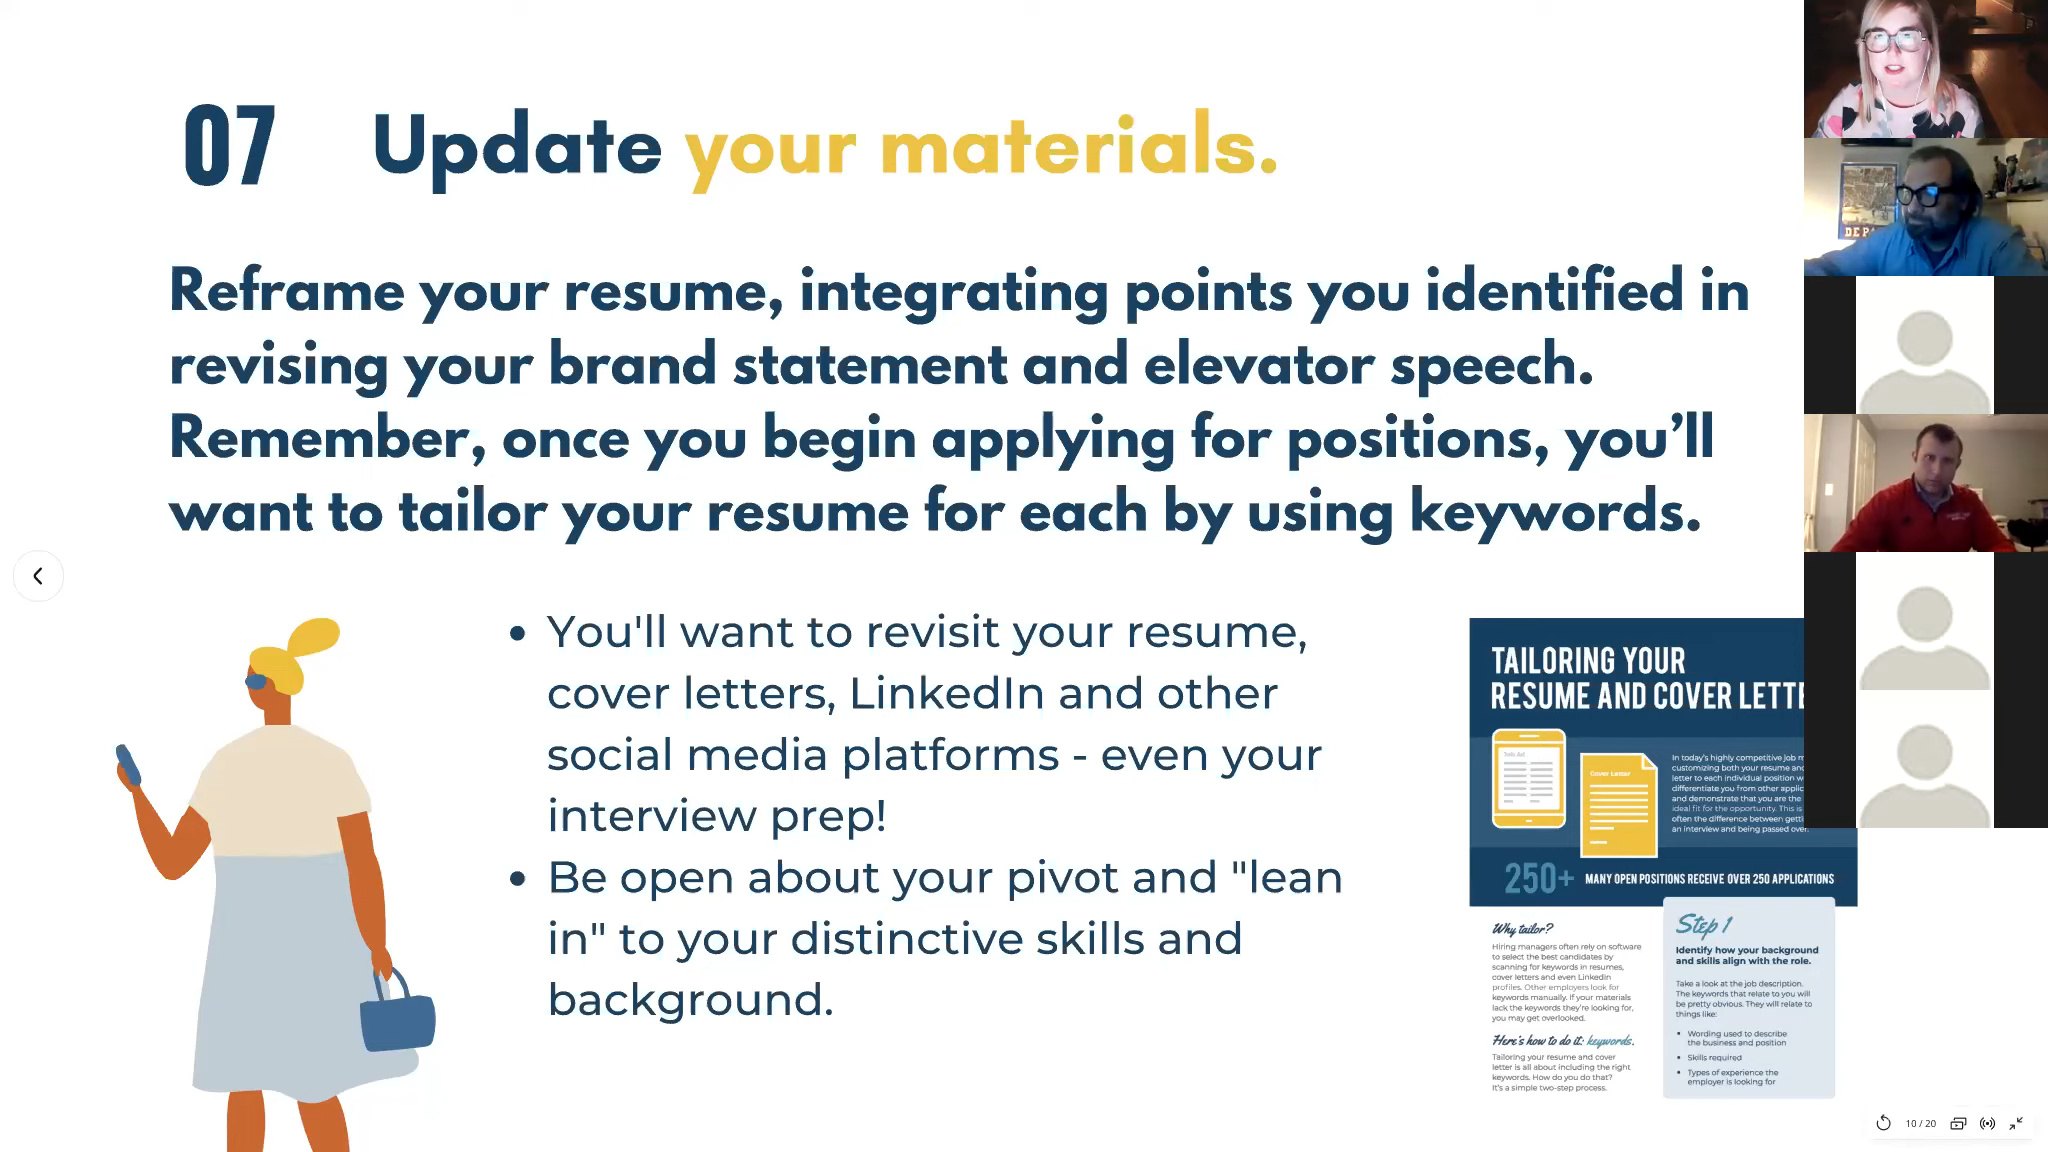 07
Update your materials.
Reframe your resume, integrating points you identified in
revising your brand statement and elevator speech.
Remember, once you begin applying for positions, you’ll
want to tailor your resume for each by using keywords.
You'll want to revisit your resume,
cover letters, LinkedIn and other
social media platforms - even your
interview prep!
Be open about your pivot and "lean
in" to your distinctive skills and
background.
TAILORING YOUR
RESUME AND COVER LETTE
Cover Letter
In today's highly competitive job m
customizing both your resume and
letter to each individual position w
differentiate you from other applic
and demonstrate that you are the
ideal fit for the opportunity. This is
often the difference between getti
an interview and being passed over.
250+ MANY OPEN POSITIONS RECEIVE OVER 250 APPLICATIONS
Why tailor?
Hiring managers often rely on software
to select the best candidates by
scanning for keywords in resumes,
cover letters and even LinkedIn
profiles. Other employers look for
keywords manually. If your materials
lack the keywords they're looking for,
you may get overlooked.
Here's how to do it: keywords.
Tailoring your resume and cover
letter is all about including the right
keywords. How do you do that?
It's a simple two-step process.
Step 1
Identify how your background
and skills align with the role.
Take a look at the job description.
The keywords that relate to you will
be pretty obvious. They will relate to
things like:
Wording used to describe
the business and position
Skills required
Types of experience the
employer is looking for
DE P
10 / 20